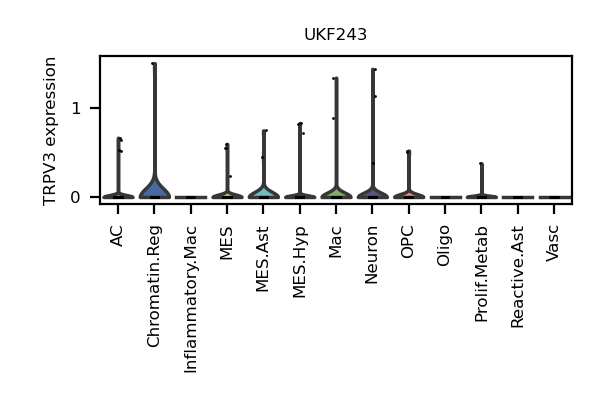 UKF243
TRPV3 expression
1
0
AC
Chromatin.Reg
Inflammatory.Mac
MES
MES.Ast
MES.Hyp
Mac
Neuron
OPC
Oligo
Prolif.Metab
Reactive.Ast
Vasc